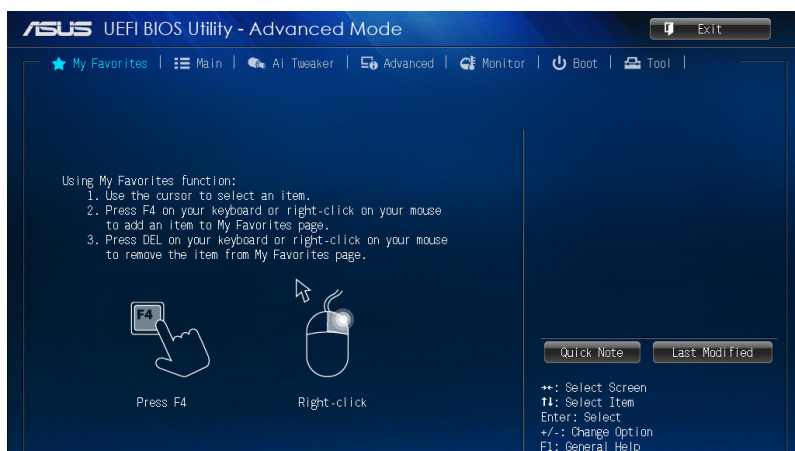 ASUS UEFI BIOS Utility - Advanced Mode
Exit
My Favorites | Main | Ai Tweaker | Advanced | Monitor | Boot | Tool |
Using My Favorites function:
1. Use the cursor to select an item.
2. Press F4 on your keyboard or right-click on your mouse
to add an item to My Favorites page.
3. Press DEL on your keyboard or right-click on your mouse
to remove the item from My Favorites page.
F4
Press F4
Right-click
Quick Note
Last Modified
→←: Select Screen
↑↓: Select Item
Enter: Select
+/-: Change Option
F1: General Help